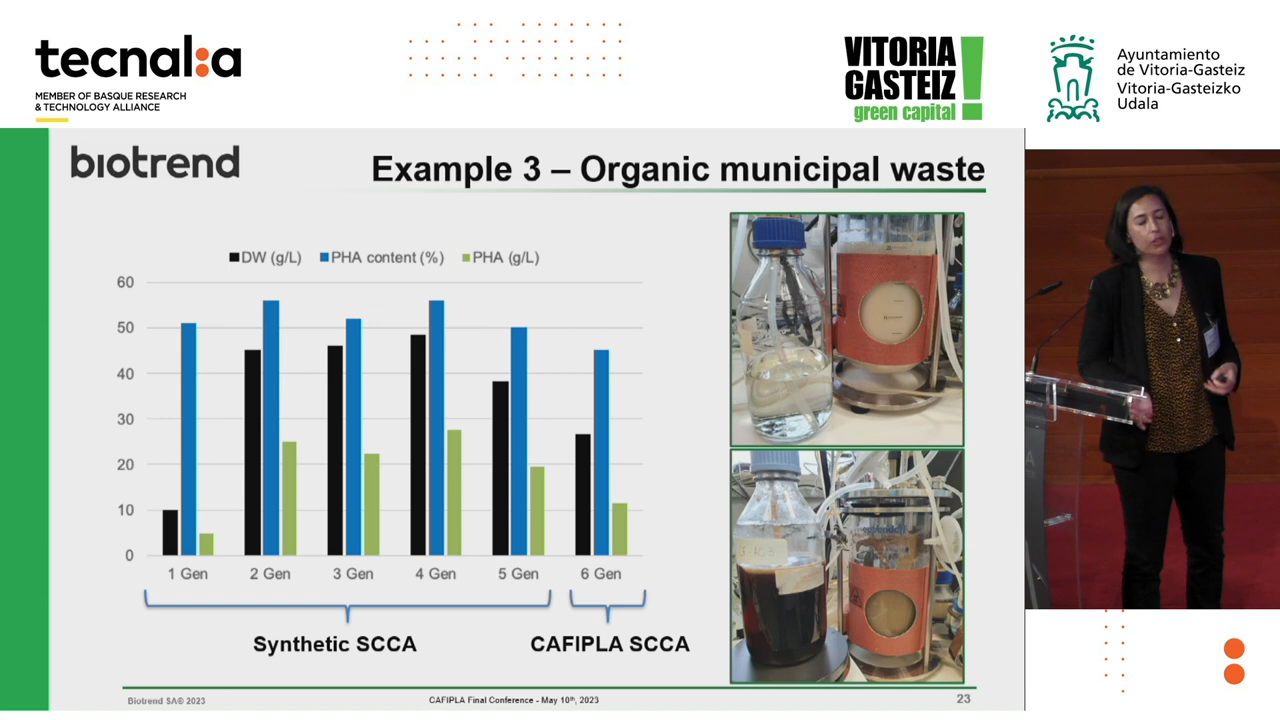 tecnal:a
MEMBER OF BASQUE RESEARCH
& TECHNOLOGY ALLIANCE
VITORIA
GASTEIZ
green capital
Ayuntamiento
de Vitoria-Gasteiz
Vitoria-Gasteizko
Udala
biotrend
Example 3 – Organic municipal waste
DW (g/L) PHA content (%) PHA (g/L)
60
50
40
30
20
10
0
1 Gen 2 Gen 3 Gen 4 Gen 5 Gen 6 Gen
Synthetic SCCA CAFIPLA SCCA
Biotrend SA© 2023 CAFIPLA Final Conference - May 10th, 2023 23